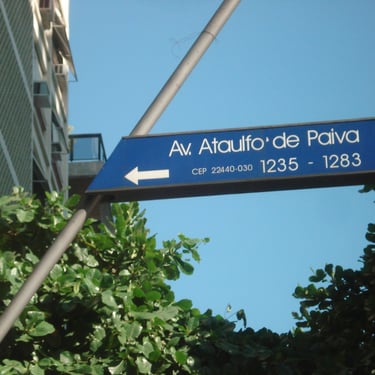 Av. Ataulfo de Paiva
CEP 22440-030 1235 - 1283